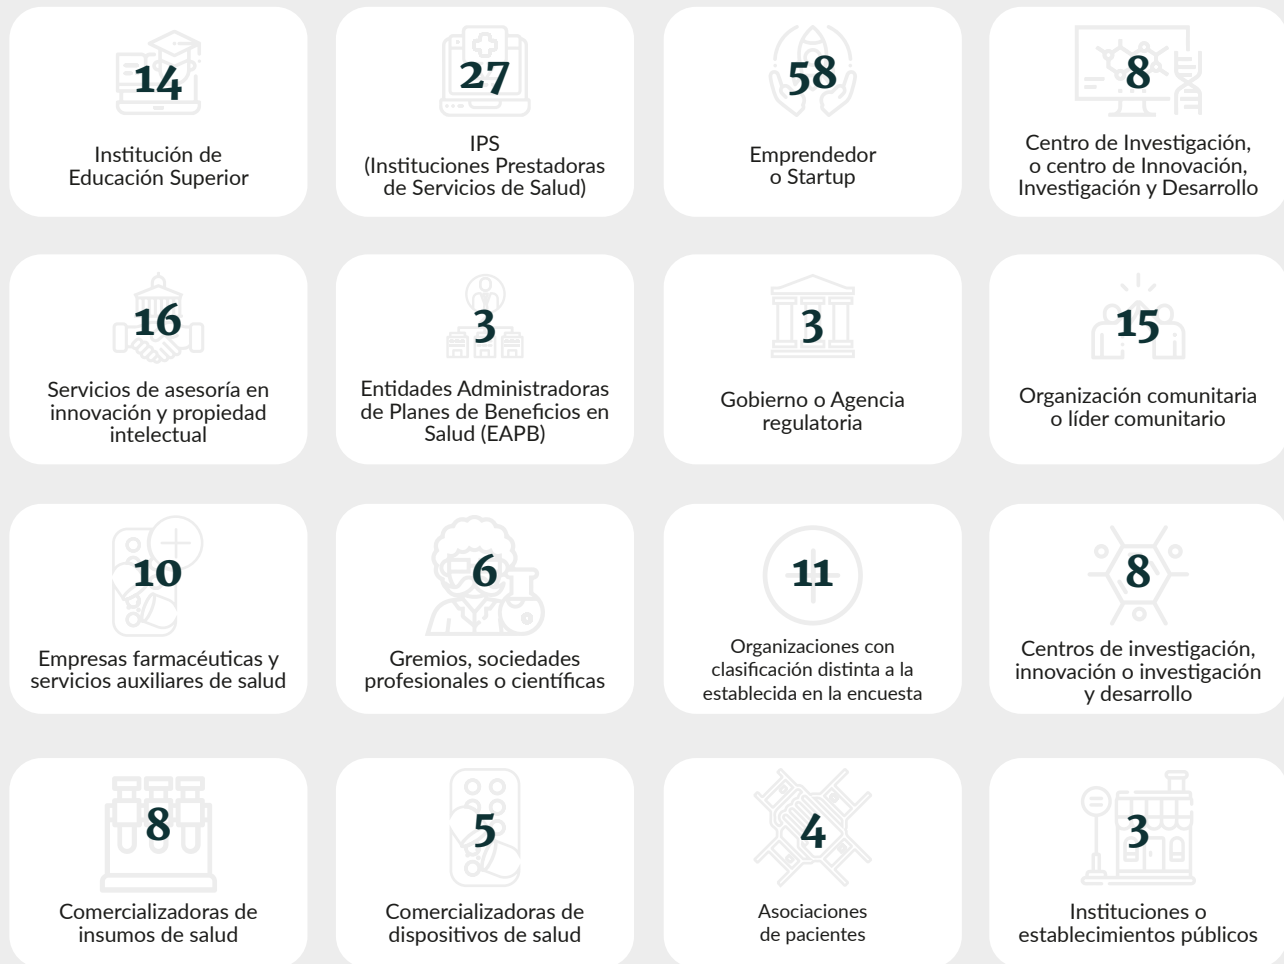 14
Institución de
Educación Superior
27
IPS
(Instituciones Prestadoras
de Servicios de Salud)
58
Emprendedor
o Startup
8
Centro de Investigación,
o centro de Innovación,
Investigación y Desarrollo
16
Servicios de asesoría en
innovación y propiedad
intelectual
3
Entidades Administradoras
de Planes de Beneficios en
Salud (EAPB)
3
Gobierno o Agencia
regulatoria
15
Organización comunitaria
o líder comunitario
10
Empresas farmacéuticas y
servicios auxiliares de salud
6
Gremios, sociedades
profesionales o científicas
11
Organizaciones con
clasificación distinta a la
establecida en la encuesta
8
Centros de investigación,
innovación o investigación
y desarrollo
8
Comercializadoras de
insumos de salud
5
Comercializadoras de
dispositivos de salud
4
Asociaciones
de pacientes
3
Instituciones o
establecimientos públicos